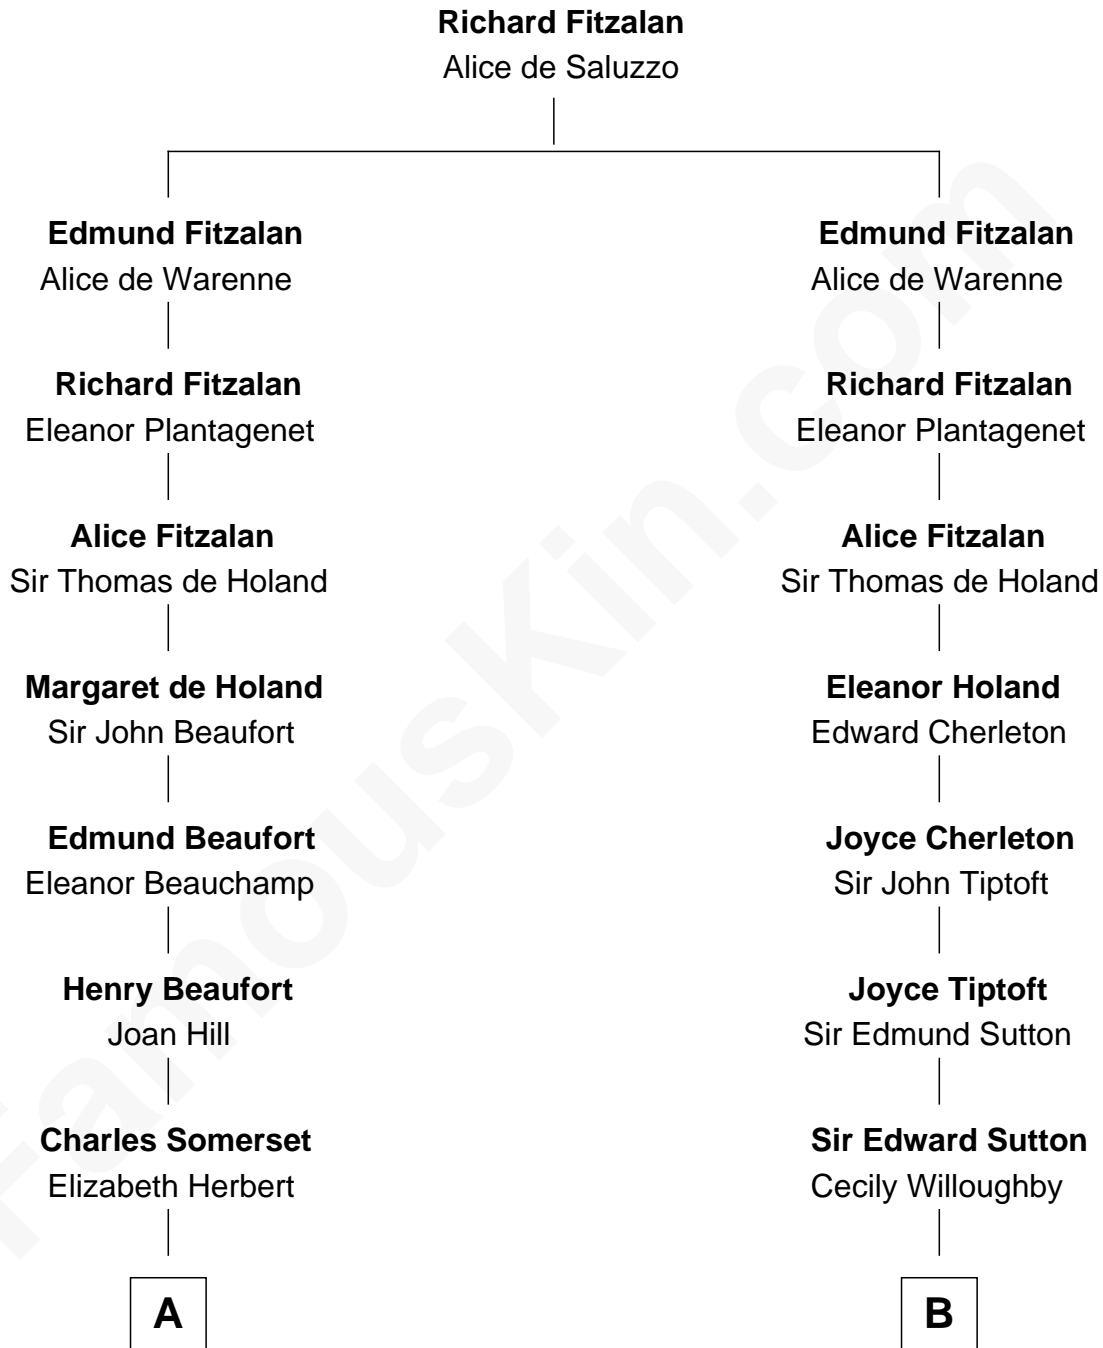 Richard Fitzalan
Alice de Saluzzo
Edmund Fitzalan
Alice de Warenne
Edmund Fitzalan
Alice de Warenne
Richard Fitzalan
Eleanor Plantagenet
Richard Fitzalan
Eleanor Plantagenet
Alice Fitzalan
Sir Thomas de Holand
Alice Fitzalan
Sir Thomas de Holand
Margaret de Holand
Sir John Beaufort
Eleanor Holand
Edward Cherleton
Edmund Beaufort
Eleanor Beauchamp
Joyce Cherleton
Sir John Tiptoft
Henry Beaufort
Joan Hill
Joyce Tiptoft
Sir Edmund Sutton
Charles Somerset
Elizabeth Herbert
Sir Edward Sutton
Cecily Willoughby
A
B
FamousKin.com